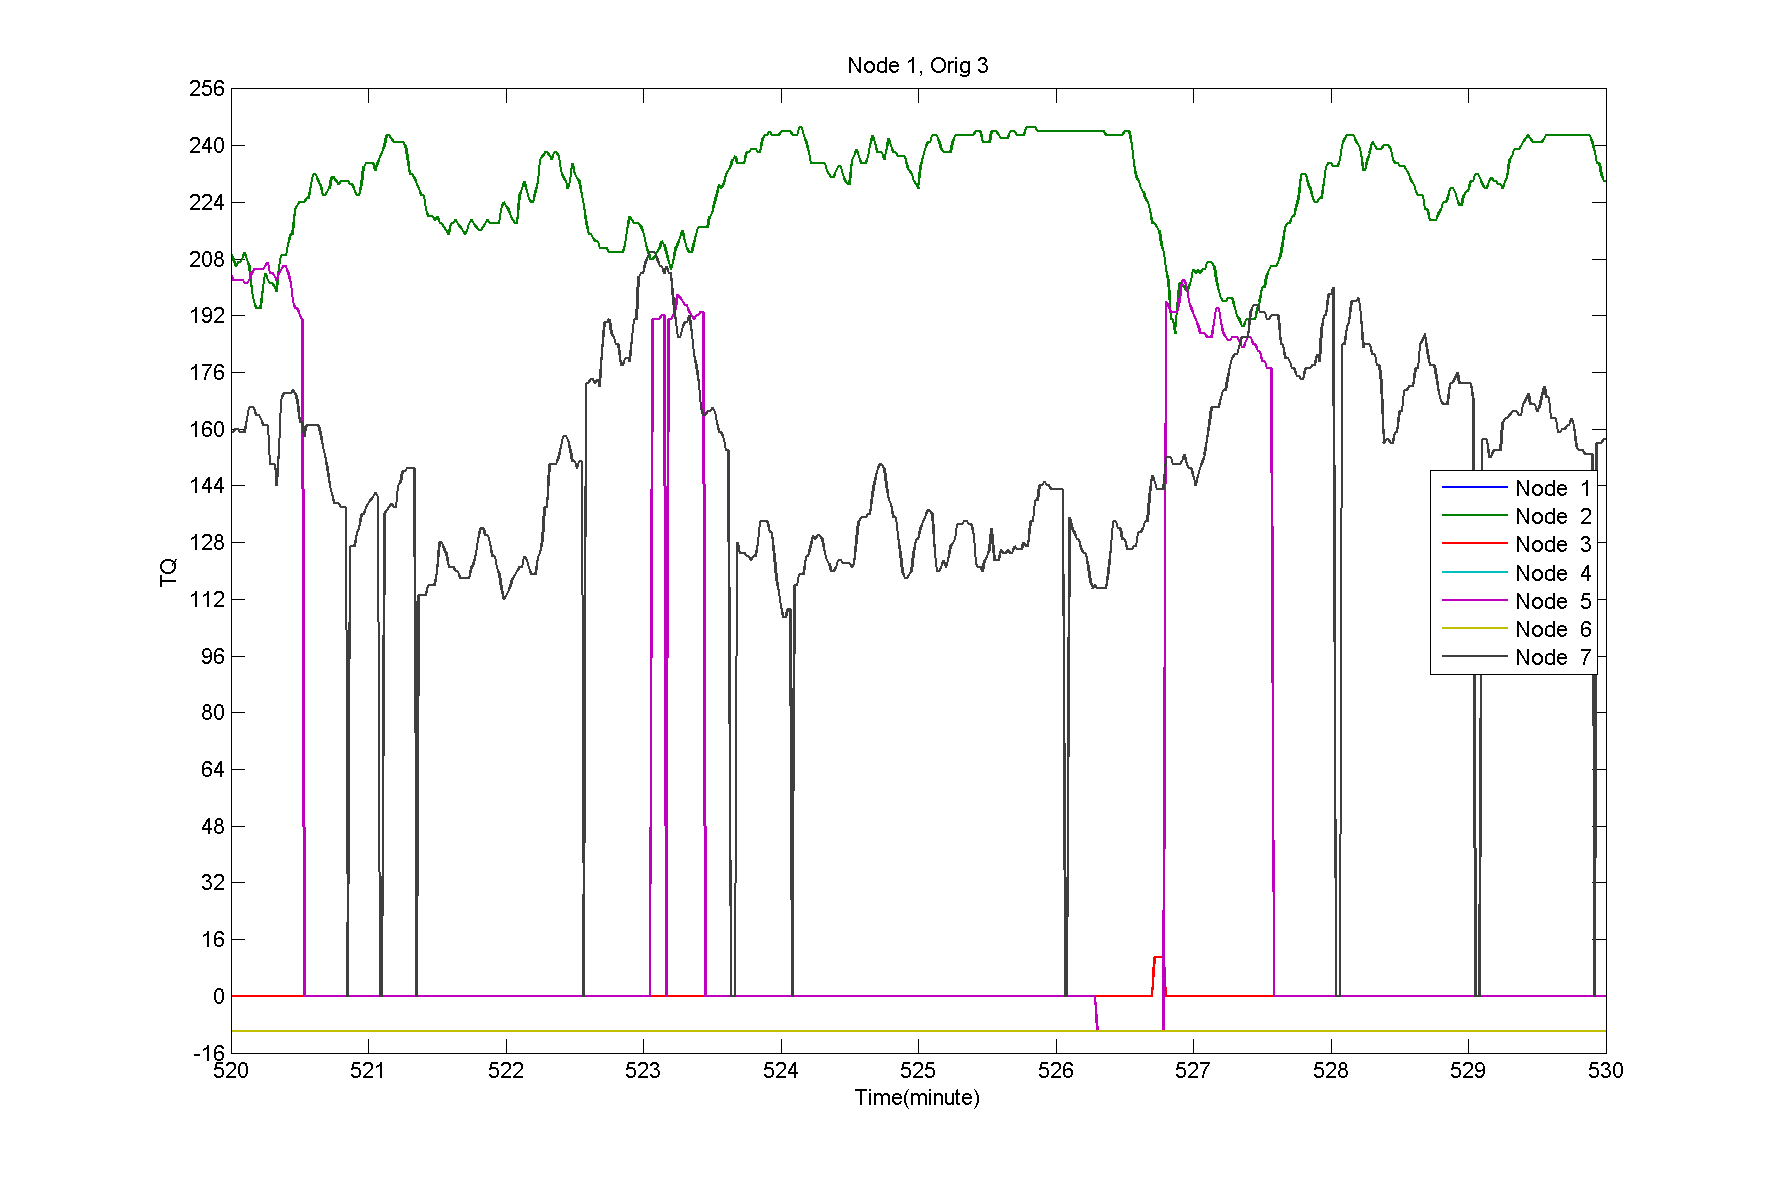 Node 1, Orig 3
256
240
224
208
192
176
160
144
128
112
96
80
64
48
32
16
0
-16
TQ
Node 1
Node 2
Node 3
Node 4
Node 5
Node 6
Node 7
520 521 522 523 524 525 526 527 528 529 530
Time(minute)